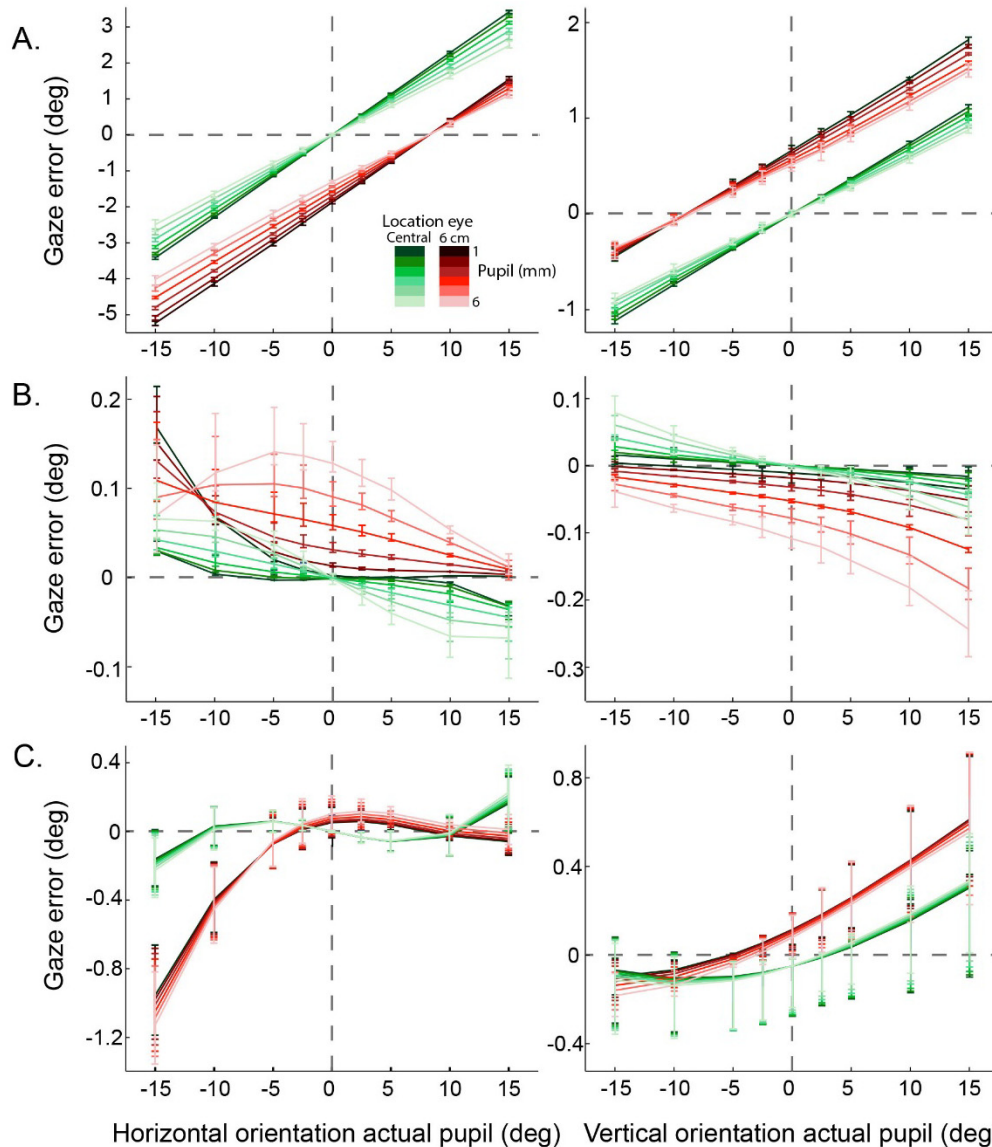 A.
Gaze error (deg)
3
2
1
0
-1
-2
-3
-4
-5
-15 -10 -5 0 5 10 15
Location eye
Central 6 cm
1
Pupil (mm)
6
2
1
0
-1
-15 -10 -5 0 5 10 15
B.
Gaze error (deg)
0.2
0.1
0
-0.1
-15 -10 -5 0 5 10 15
0.1
0
-0.1
-0.2
-0.3
-15 -10 -5 0 5 10 15
C.
Gaze error (deg)
0.4
0
-0.4
-0.8
-1.2
-15 -10 -5 0 5 10 15
0.8
0.4
0
-0.4
-15 -10 -5 0 5 10 15
Horizontal orientation actual pupil (deg) Vertical orientation actual pupil (deg